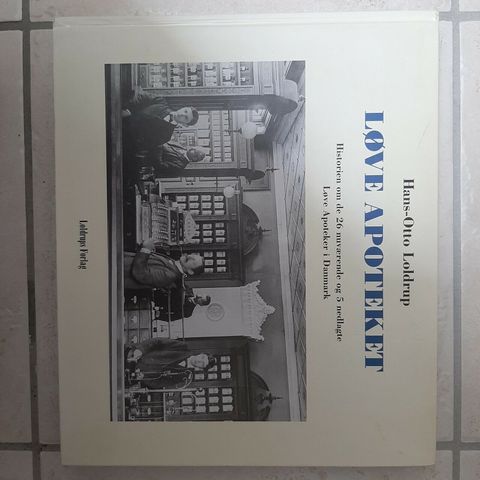 Hans-Otto Loldrup
LØVE APOTEKET
Historien om de 26 nuværende og 5 nedlagte
Løve Apoteker i Danmark
Loldrups Forlag